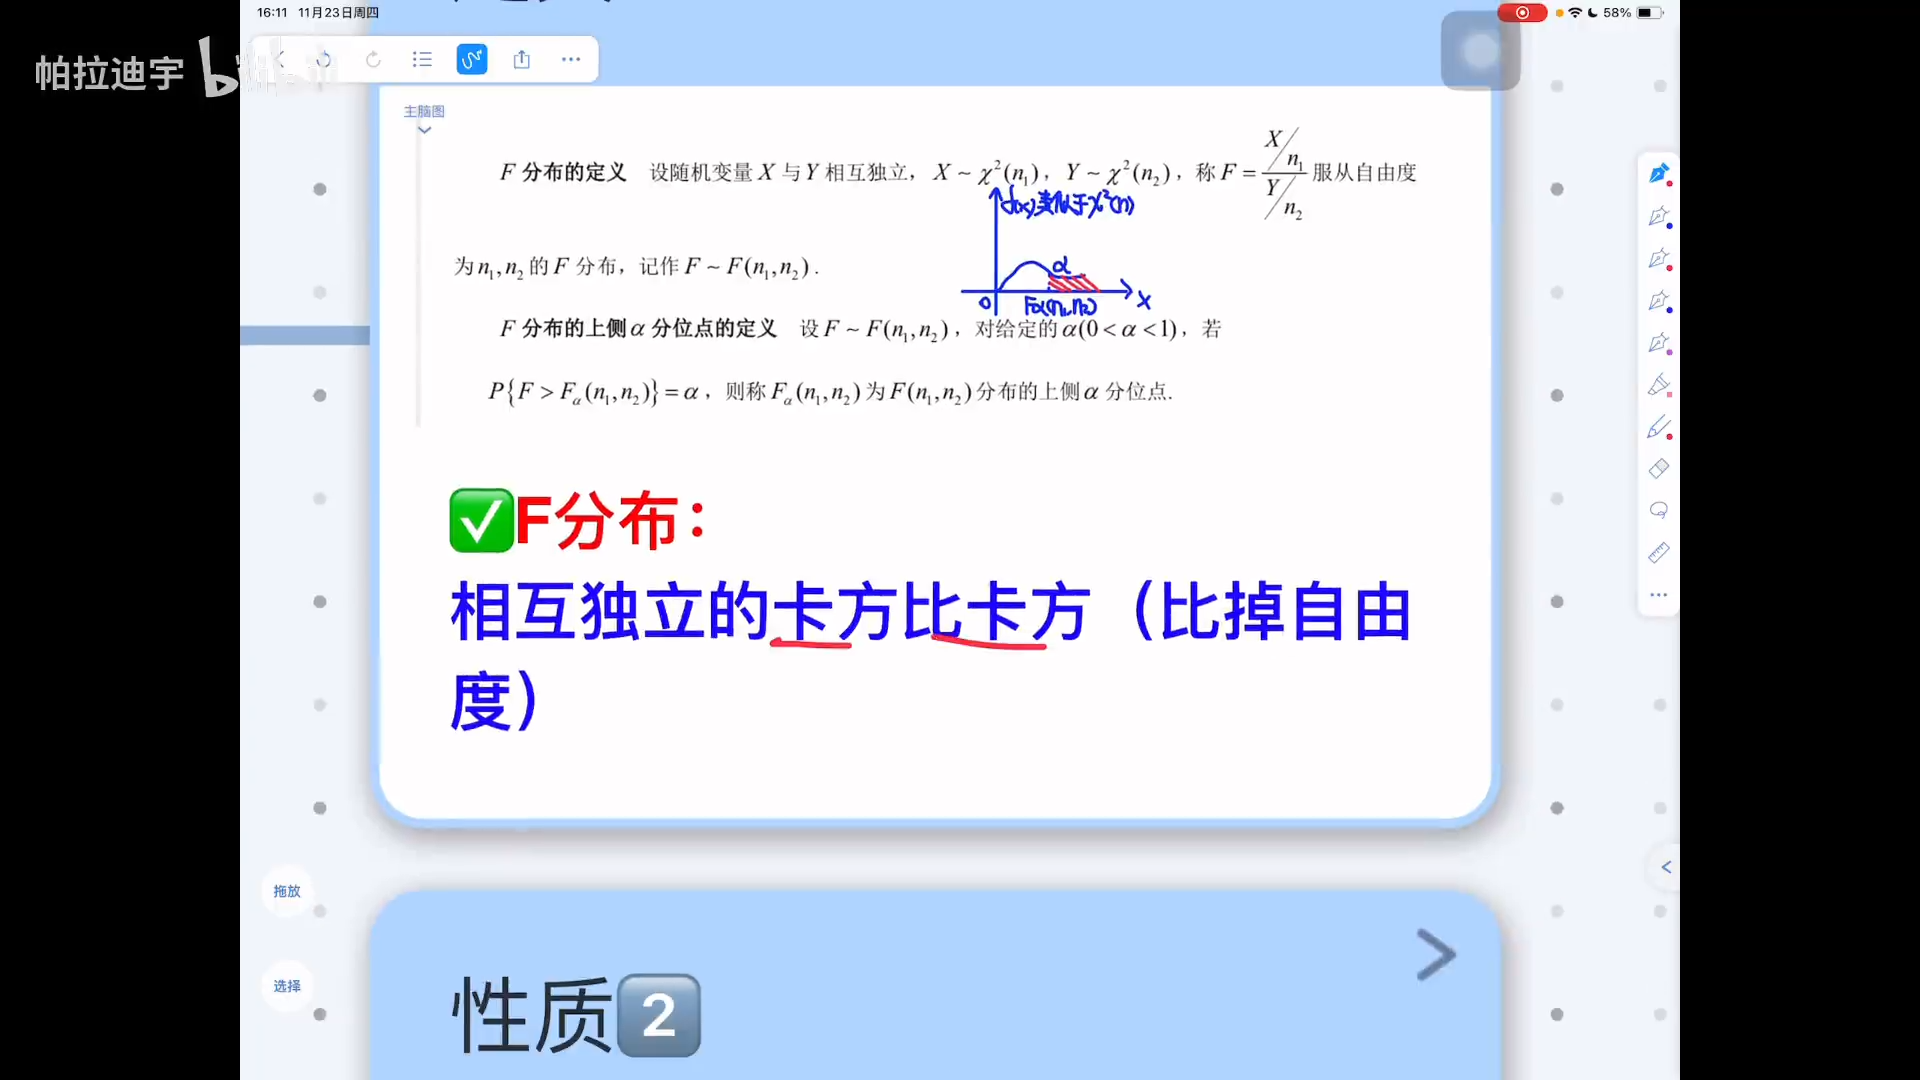 16:11 11月23日周四
58%
帕拉迪宇 bilibili
主脑图
F 分布的定义 设随机变量 X 与 Y 相互独立，X ~ χ²(n₁)，Y ~ χ²(n₂)，称 F = (X/n₁)/(Y/n₂) 服从自由度
f(x)类似于χ²(n)
为 n₁,n₂ 的 F 分布，记作 F ~ F(n₁,n₂).
α
0
Fα(n₁,n₂)
X
F 分布的上侧 α 分位点的定义 设 F ~ F(n₁,n₂)，对给定的 α(0 < α < 1)，若
P{F > Fα(n₁,n₂)} = α，则称 Fα(n₁,n₂) 为 F(n₁,n₂) 分布的上侧 α 分位点.
✅F分布：
相互独立的卡方比卡方（比掉自由
度）
拖放
选择
性质2️⃣